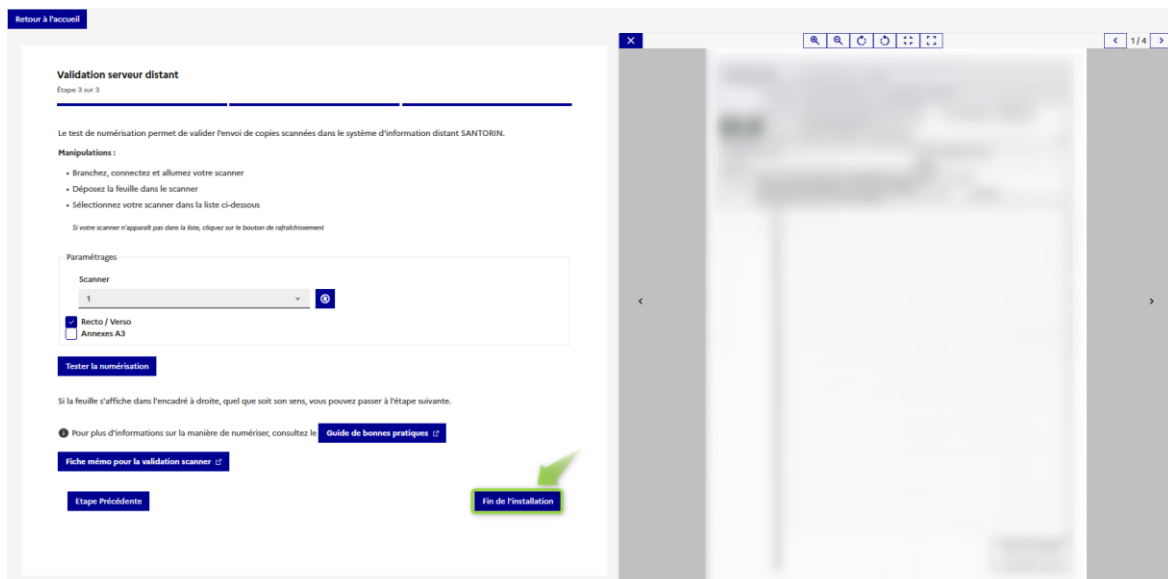 Retour à l'accueil
Validation serveur distant
Étape 3 sur 3
Le test de numérisation permet de valider l'envoi de copies scannées dans le système d'information distant SANTORIN.
Manipulations :
• Branchez, connectez et allumez votre scanner
• Déposez la feuille dans le scanner
• Sélectionnez votre scanner dans la liste ci-dessous
Si votre scanner n'apparaît pas dans la liste, cliquez sur le bouton de rafraîchissement
Paramétrages
Scanner
1
Recto / Verso
Annexes A3
Tester la numérisation
Si la feuille s'affiche dans l'encadré à droite, quel que soit son sens, vous pouvez passer à l'étape suivante.
Pour plus d'informations sur la manière de numériser, consultez le Guide de bonnes pratiques
Fiche mémo pour la validation scanner
Etape Précédente
Fin de l'installation
1 / 4